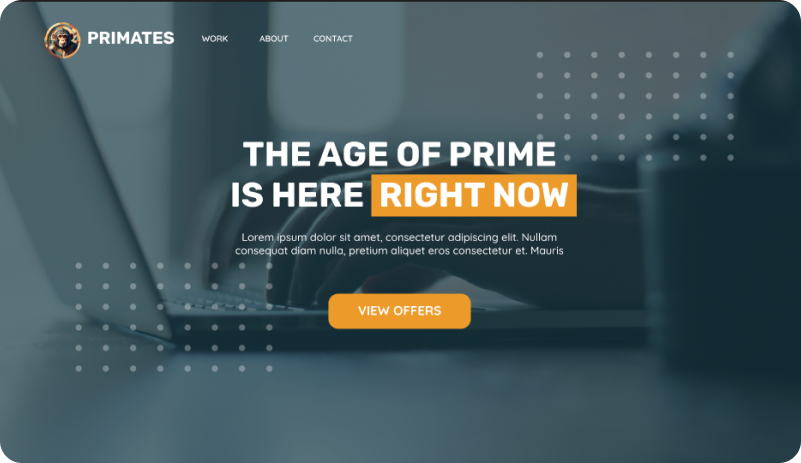 PRIMATES WORK ABOUT CONTACT
THE AGE OF PRIME
IS HERE RIGHT NOW
Lorem ipsum dolor sit amet, consectetur adipiscing elit. Nullam
consequat diam nulla, pretium aliquet eros consectetur et. Mauris
VIEW OFFERS